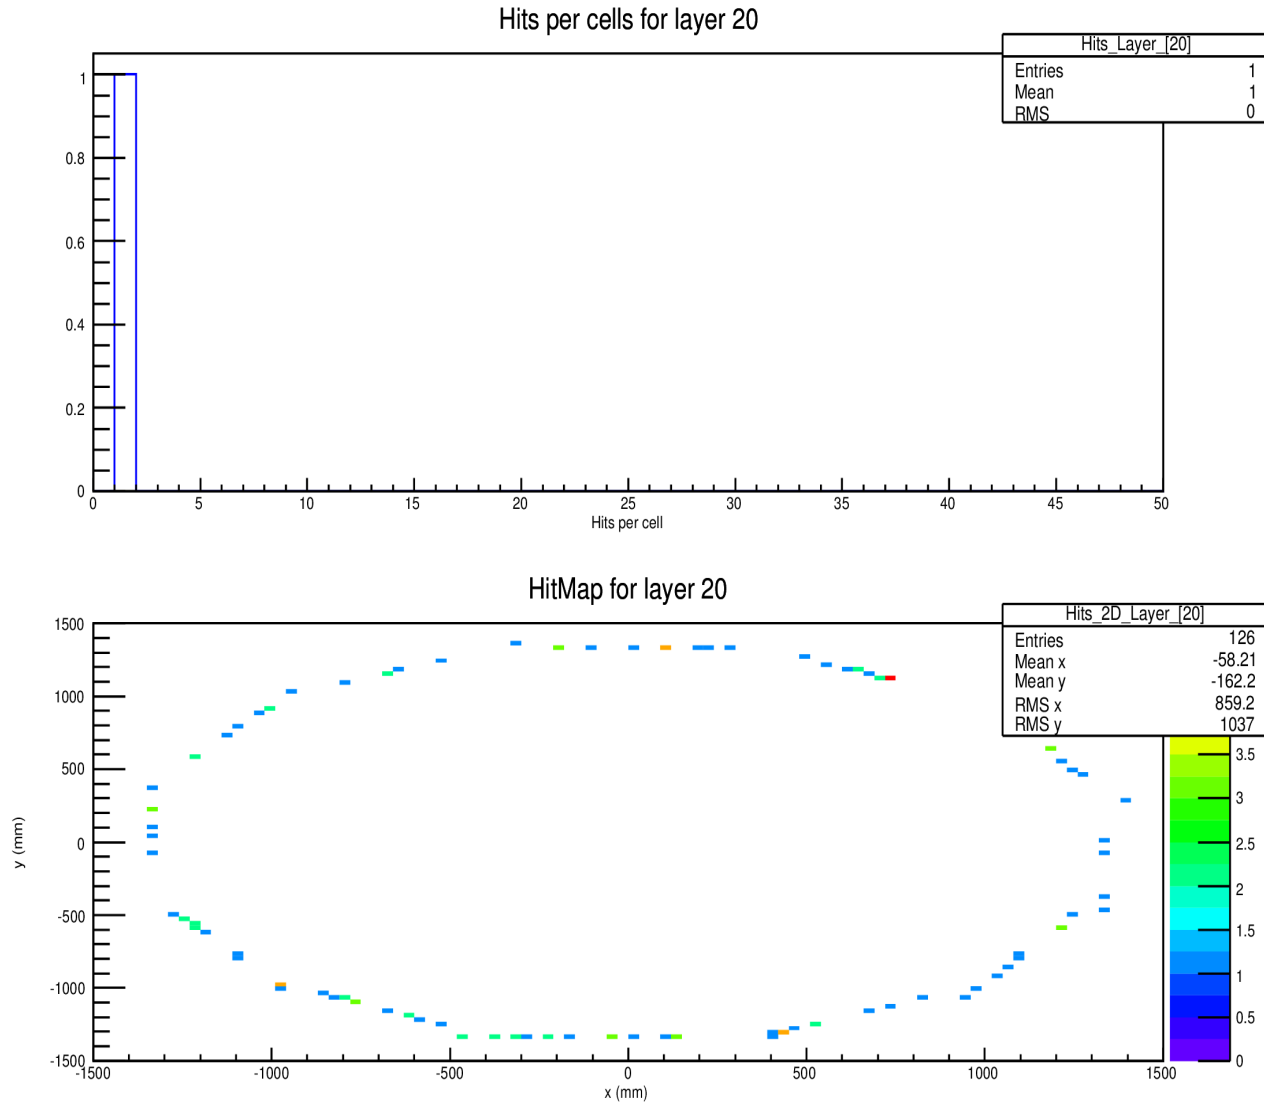 Hits per cells for layer 20
Hits_Layer_[20]
Entries 1
Mean 1
RMS 0
1
0.8
0.6
0.4
0.2
0
0 5 10 15 20 25 30 35 40 45 50
Hits per cell
HitMap for layer 20
Hits_2D_Layer_[20]
Entries 126
Mean x -58.21
Mean y -162.2
RMS x 859.2
RMS y 1037
1500
1000
500
0
-500
-1000
-1500
y (mm)
3.5
3
2.5
2
1.5
1
0.5
0
-1500 -1000 -500 0 500 1000 1500
x (mm)